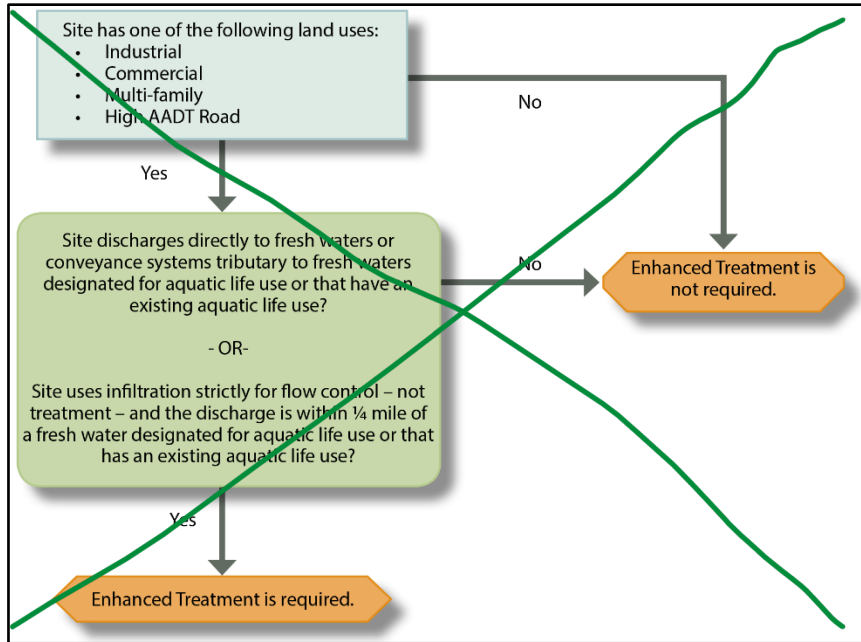 Site has one of the following land uses:
• Industrial
• Commercial
• Multi-family
• High AADT Road
No
Yes
Site discharges directly to fresh waters or
conveyance systems tributary to fresh waters
designated for aquatic life use or that have an
existing aquatic life use?
- OR-
Site uses infiltration strictly for flow control – not
treatment – and the discharge is within ¼ mile of
a fresh water designated for aquatic life use or that
has an existing aquatic life use?
No
Enhanced Treatment is
not required.
Yes
Enhanced Treatment is required.